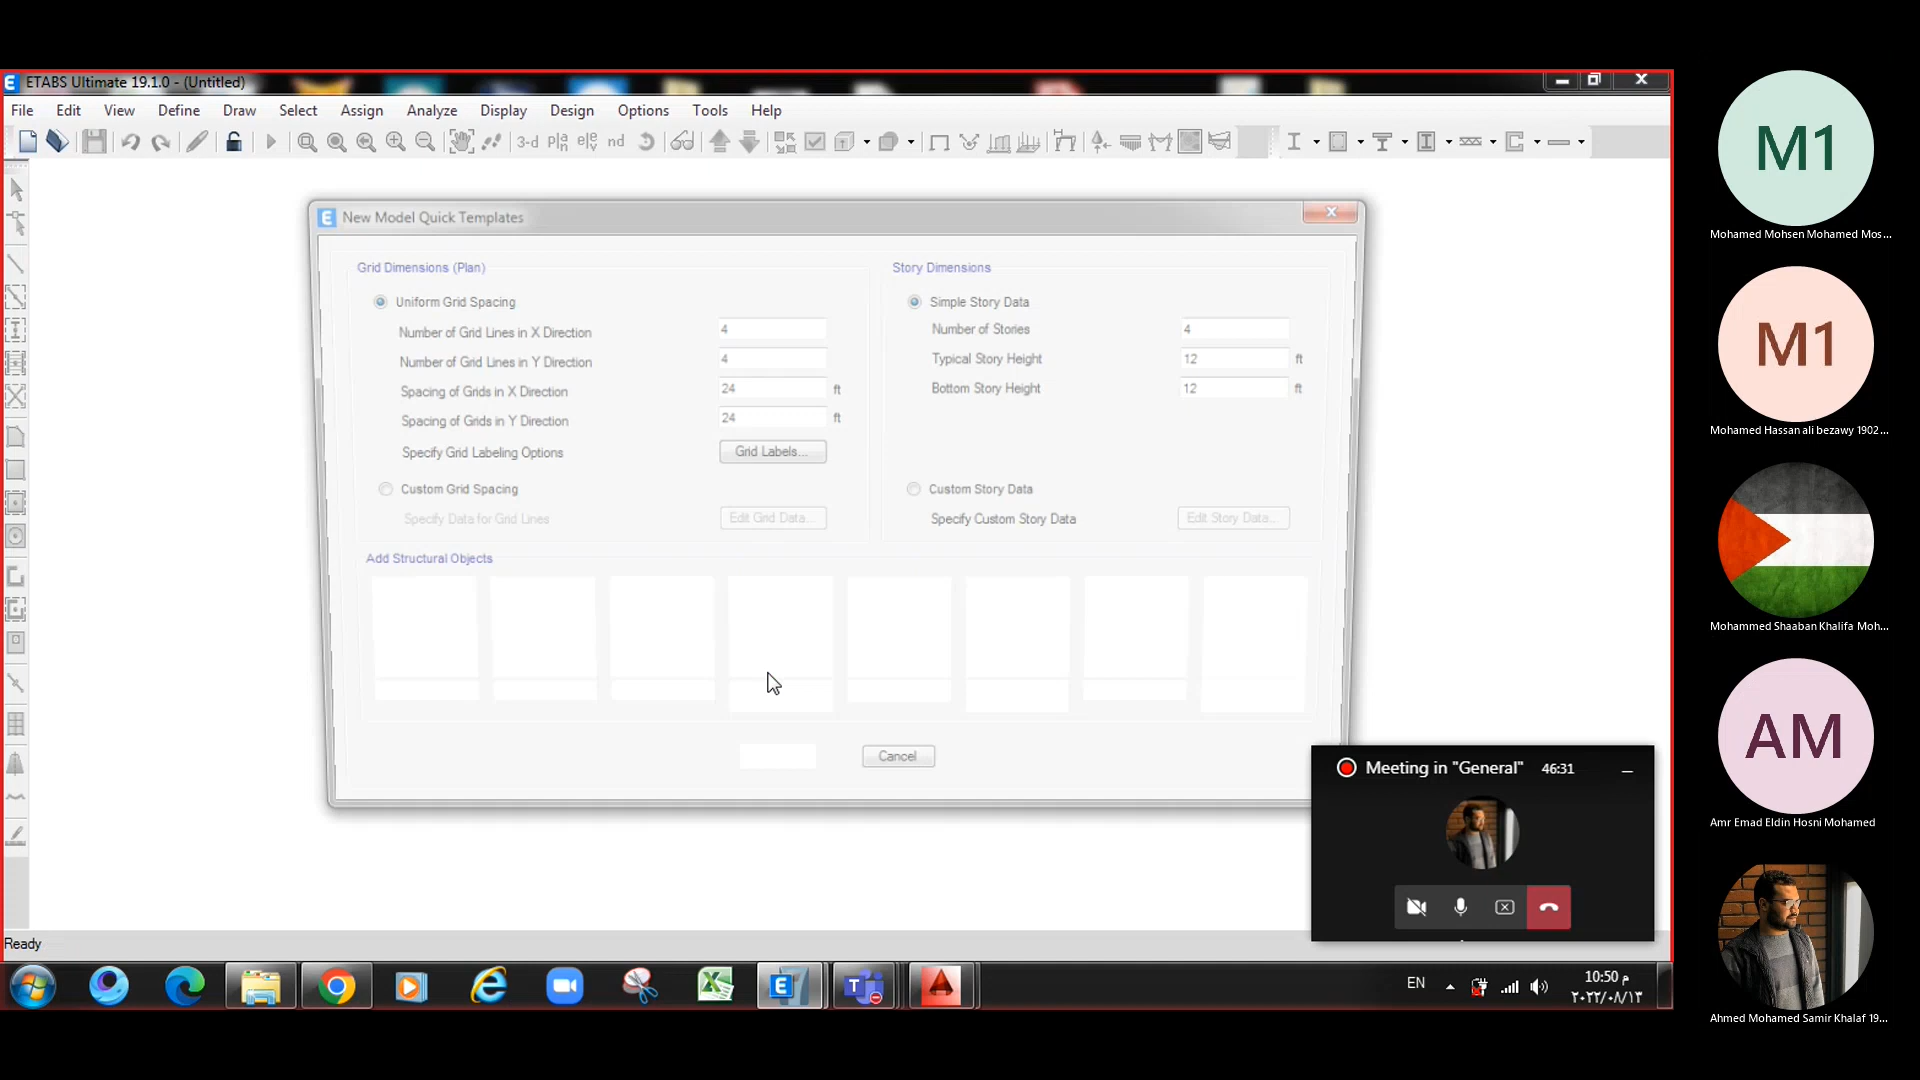 ETABS Ultimate 19.1.0 - (Untitled)
File Edit View Define Draw Select Assign Analyze Display Design Options Tools Help
3-d
nd
New Model Quick Templates
Grid Dimensions (Plan)
Uniform Grid Spacing
Number of Grid Lines in X Direction 4
Number of Grid Lines in Y Direction 4
Spacing of Grids in X Direction 24 ft
Spacing of Grids in Y Direction 24 ft
Specify Grid Labeling Options Grid Labels...
Custom Grid Spacing
Specify Data for Grid Lines Edit Grid Data...
Story Dimensions
Simple Story Data
Number of Stories 4
Typical Story Height 12 ft
Bottom Story Height 12 ft
Custom Story Data
Specify Custom Story Data Edit Story Data...
Add Structural Objects
Cancel
Meeting in "General" 46:31
Ready
EN
10:50 م
٢٠٢٢/٠٨/١٣
M1
Mohamed Mohsen Mohamed Mos...
M1
Mohamed Hassan ali bezawy 1902...
Mohammed Shaaban Khalifa Moh...
AM
Amr Emad Eldin Hosni Mohamed
Ahmed Mohamed Samir Khalaf 19...